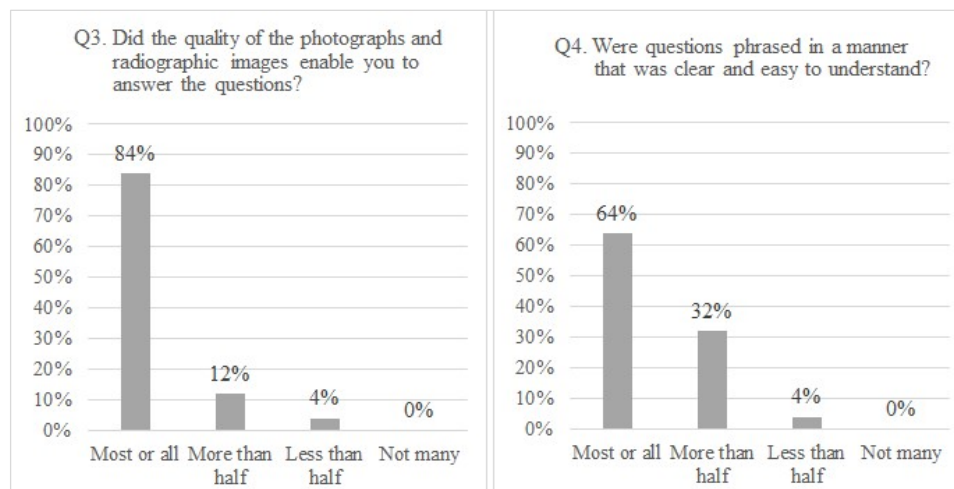 Q3. Did the quality of the photographs and
radiographic images enable you to
answer the questions?
100%
90%
80%
70%
60%
50%
40%
30%
20%
10%
0%
84%
12%
4%
0%
Most or all
More than
half
Less than
half
Not many
Q4. Were questions phrased in a manner
that was clear and easy to understand?
100%
90%
80%
70%
60%
50%
40%
30%
20%
10%
0%
64%
32%
4%
0%
Most or all
More than
half
Less than
half
Not many